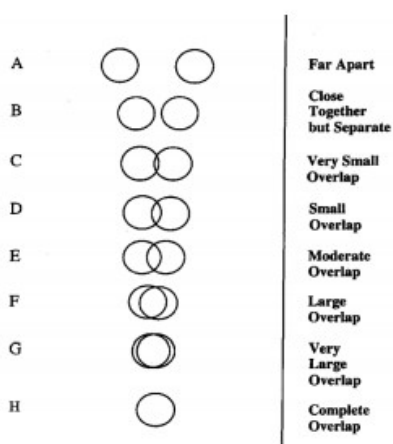 A
Far Apart
B
Close
Together
but Separate
C
Very Small
Overlap
D
Small
Overlap
E
Moderate
Overlap
F
Large
Overlap
G
Very
Large
Overlap
H
Complete
Overlap